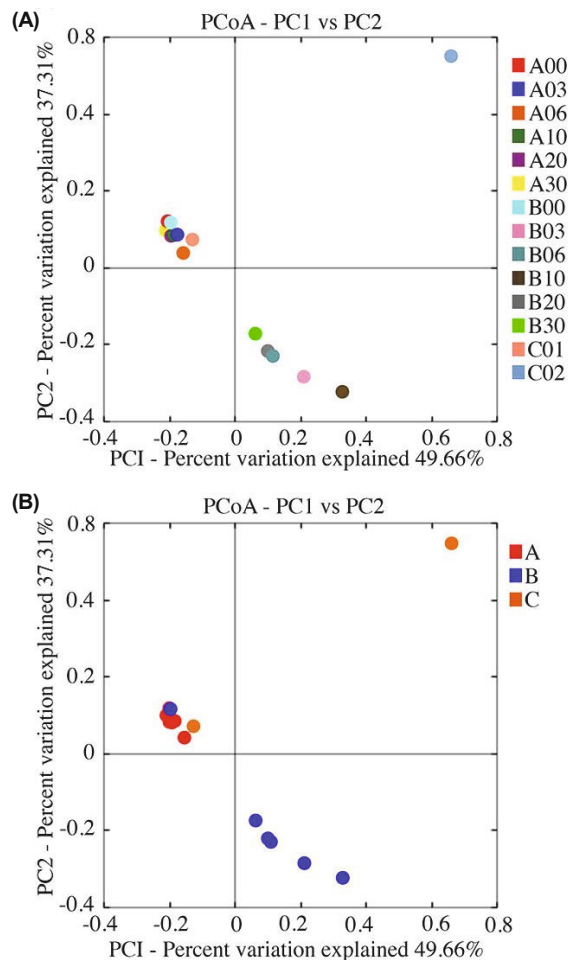 (A)
PCoA - PC1 vs PC2
PC2 - Percent variation explained 37.31%
0.8
0.4
0.2
0
-0.2
-0.4
-0.4
-0.2
0
0.2
0.4
0.6
0.8
PCI - Percent variation explained 49.66%
A00
A03
A06
A10
A20
A30
B00
B03
B06
B10
B20
B30
C01
C02
(B)
PCoA - PC1 vs PC2
PC2 - Percent variation explained 37.31%
0.8
0.4
0.2
0
-0.2
-0.4
-0.4
-0.2
0
0.2
0.4
0.6
0.8
PCI - Percent variation explained 49.66%
A
B
C